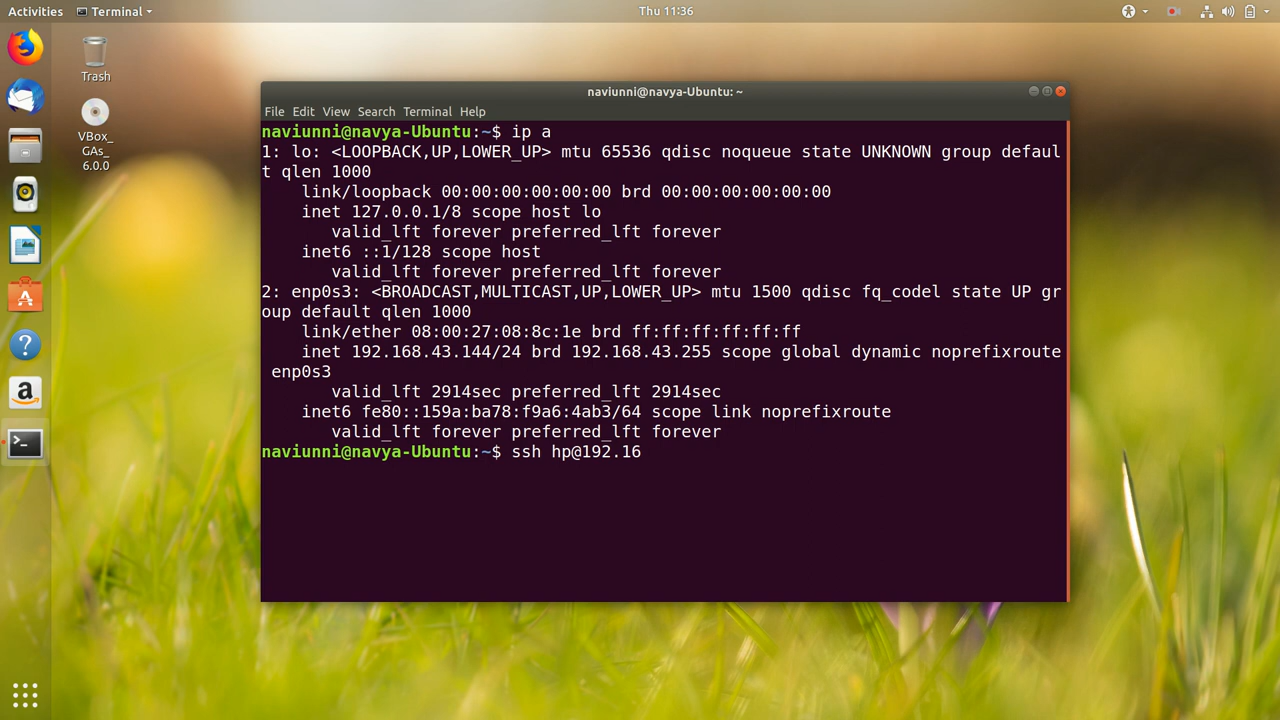 Activities Terminal Thu 11:36
Trash
VBox_
GAs_
6.0.0
naviunni@navya-Ubuntu: ~
File Edit View Search Terminal Help
naviunni@navya-Ubuntu:~$ ip a
1: lo: <LOOPBACK,UP,LOWER_UP> mtu 65536 qdisc noqueue state UNKNOWN group defaul
t qlen 1000
    link/loopback 00:00:00:00:00:00 brd 00:00:00:00:00:00
    inet 127.0.0.1/8 scope host lo
       valid_lft forever preferred_lft forever
    inet6 ::1/128 scope host
       valid_lft forever preferred_lft forever
2: enp0s3: <BROADCAST,MULTICAST,UP,LOWER_UP> mtu 1500 qdisc fq_codel state UP gr
oup default qlen 1000
    link/ether 08:00:27:08:8c:1e brd ff:ff:ff:ff:ff:ff
    inet 192.168.43.144/24 brd 192.168.43.255 scope global dynamic noprefixroute
 enp0s3
       valid_lft 2914sec preferred_lft 2914sec
    inet6 fe80::159a:ba78:f9a6:4ab3/64 scope link noprefixroute
       valid_lft forever preferred_lft forever
naviunni@navya-Ubuntu:~$ ssh hp@192.16